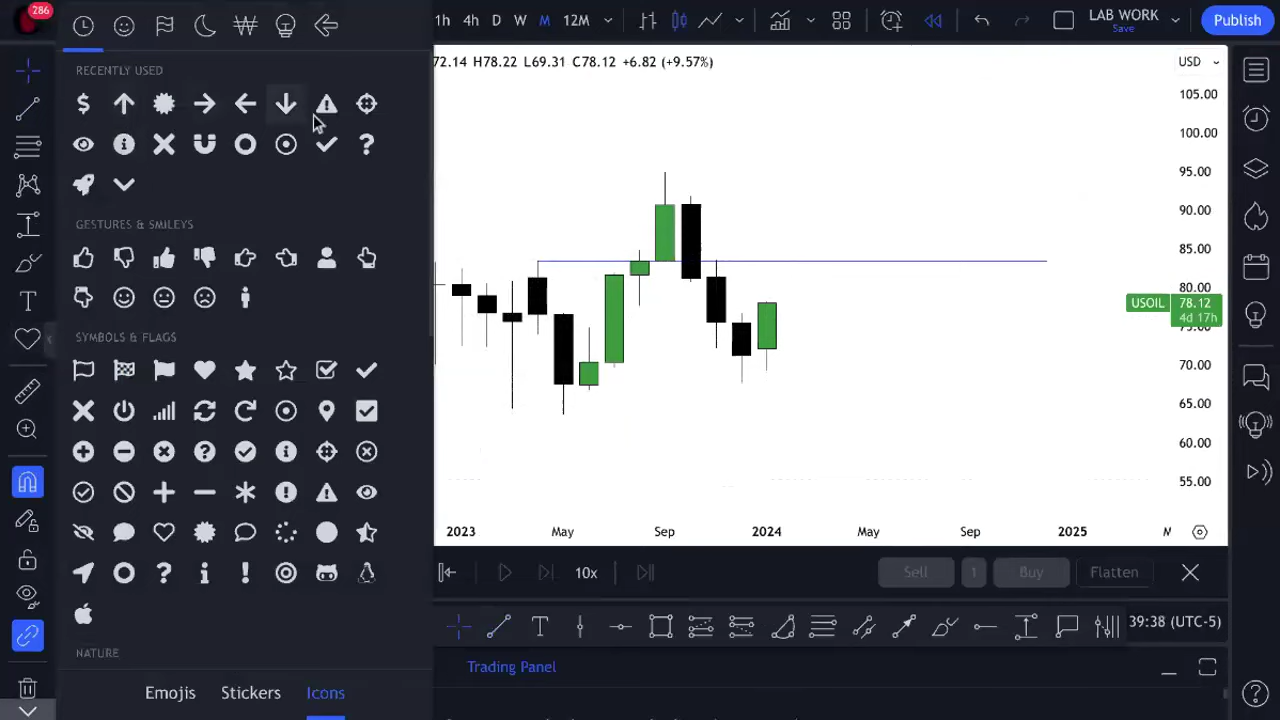 286
1h 4h D W M 12M
LAB WORK
Save
Publish
RECENTLY USED
72.14 H78.22 L69.31 C78.12 +6.82 (+9.57%)
USD
105.00
100.00
95.00
90.00
GESTURES & SMILEYS
85.00
80.00
USOIL 78.12
4d 17h
75.00
SYMBOLS & FLAGS
70.00
65.00
60.00
55.00
2023 May Sep 2024 May Sep 2025 M
10x Sell 1 Buy Flatten
39:38 (UTC-5)
NATURE
Trading Panel
Emojis Stickers Icons